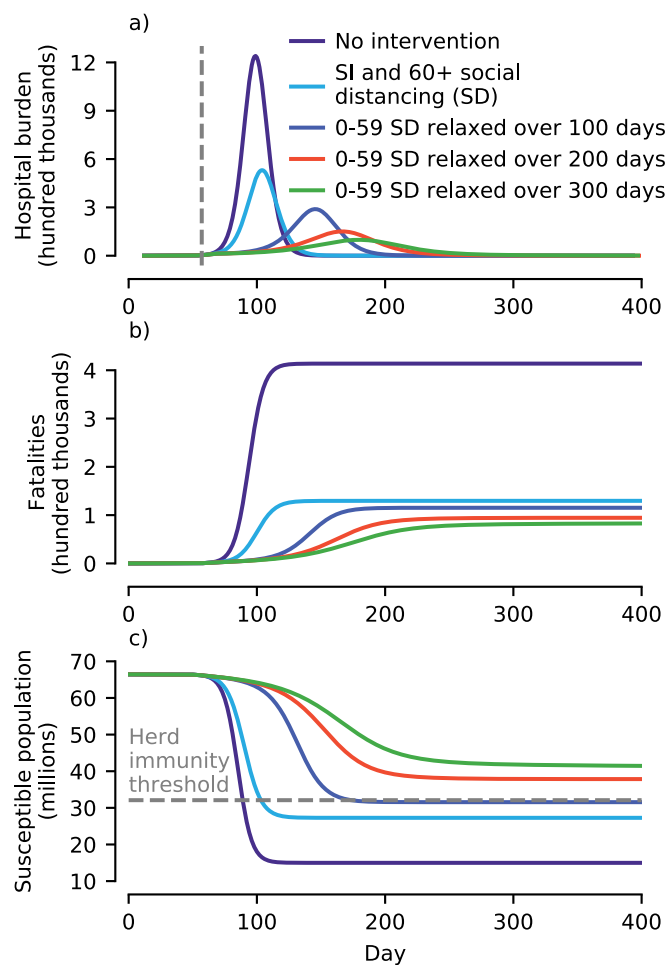 a)
No intervention
SI and 60+ social
distancing (SD)
0-59 SD relaxed over 100 days
0-59 SD relaxed over 200 days
0-59 SD relaxed over 300 days
Hospital burden
(hundred thousands)
12
9
6
3
0
0 100 200 300 400
b)
Fatalities
(hundred thousands)
4
3
2
1
0
0 100 200 300 400
c)
Susceptible population
(millions)
70
60
50
40
30
20
10
Herd
immunity
threshold
0 100 200 300 400
Day